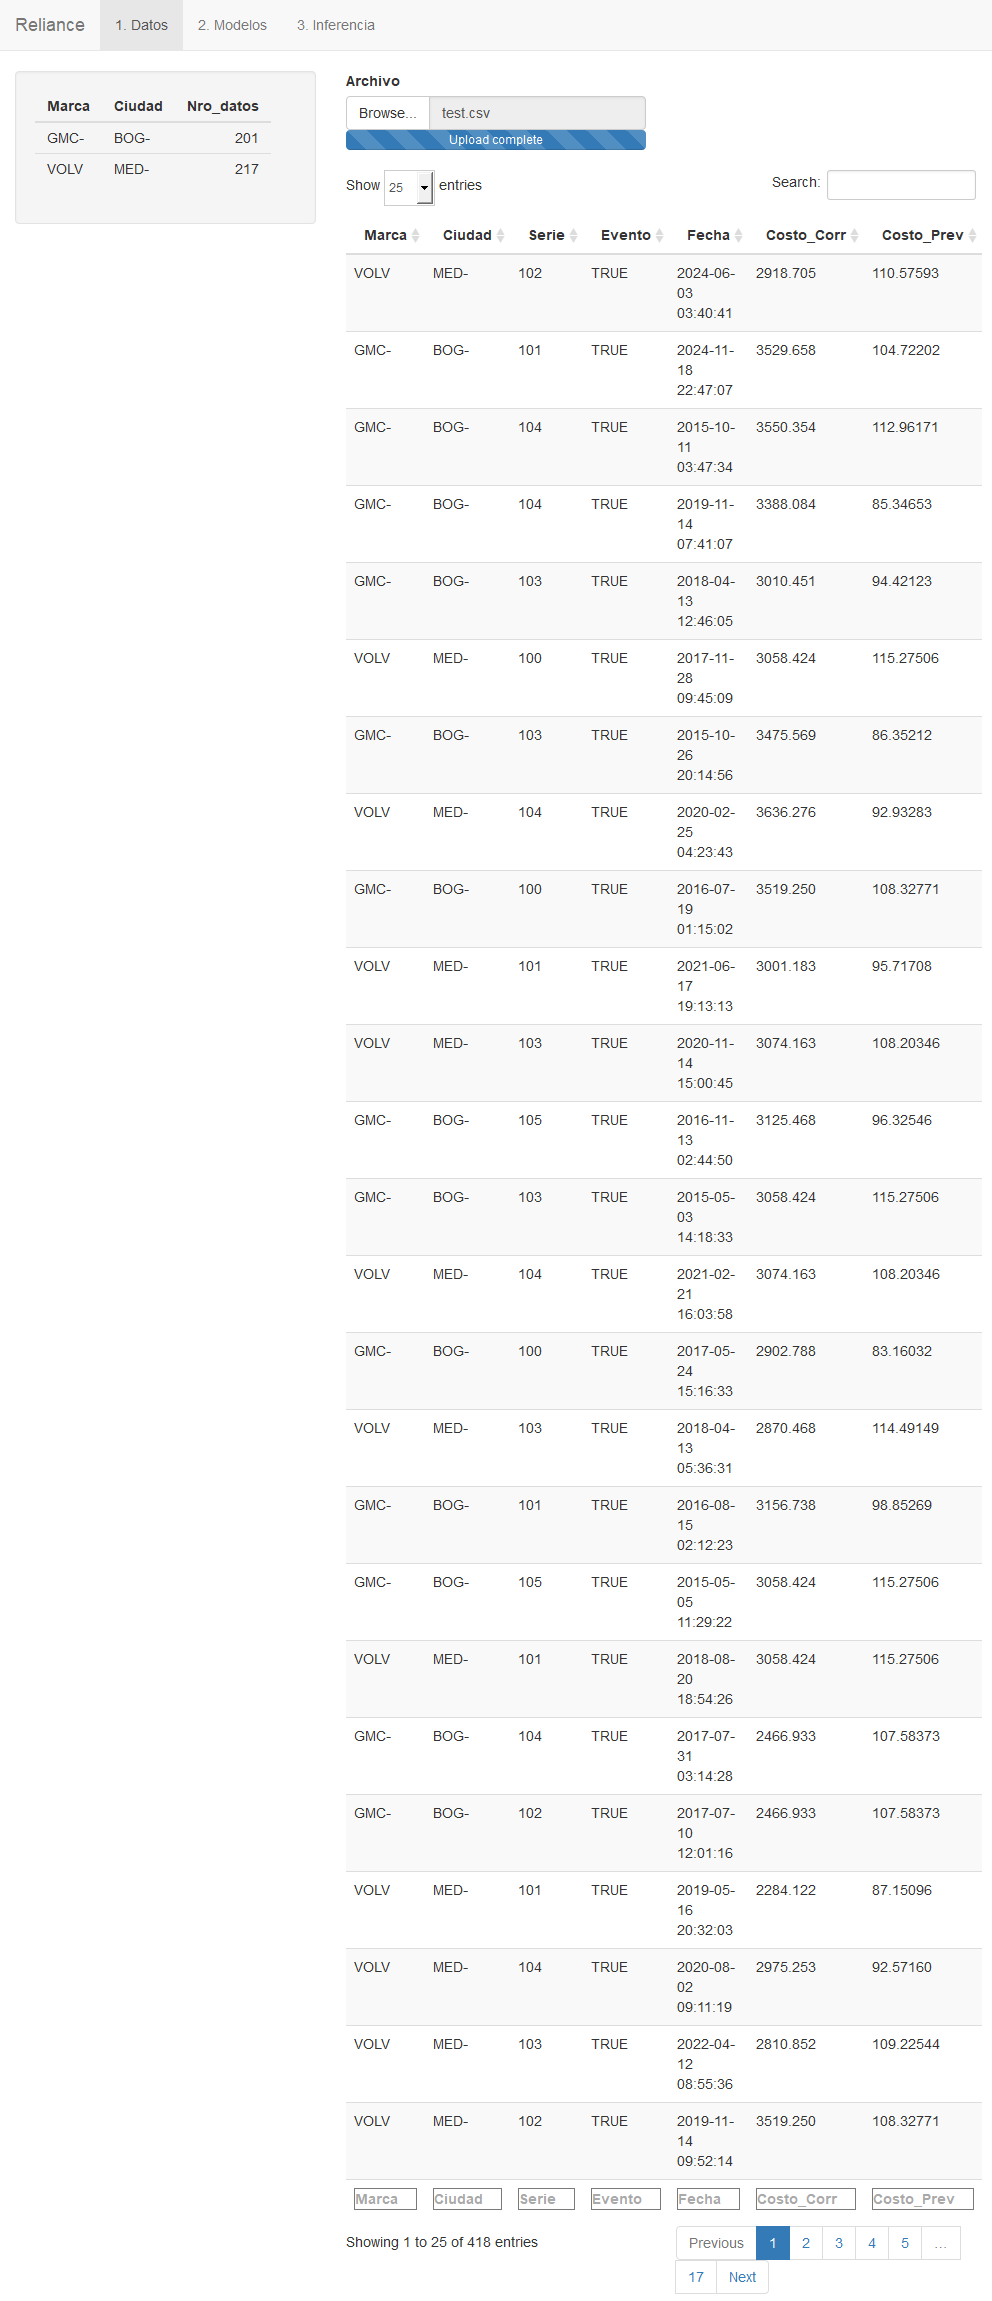 Reliance 1. Datos 2. Modelos 3. Inferencia
Marca Ciudad Nro_datos
GMC- BOG- 201
VOLV MED- 217
Archivo
Browse... test.csv
Upload complete
Show 25 entries Search:
Marca Ciudad Serie Evento Fecha Costo_Corr Costo_Prev
VOLV MED- 102 TRUE 2024-06- 2918.705 110.57593
03
03:40:41
GMC- BOG- 101 TRUE 2024-11- 3529.658 104.72202
18
22:47:07
GMC- BOG- 104 TRUE 2015-10- 3550.354 112.96171
11
03:47:34
GMC- BOG- 104 TRUE 2019-11- 3388.084 85.34653
14
07:41:07
GMC- BOG- 103 TRUE 2018-04- 3010.451 94.42123
13
12:46:05
VOLV MED- 100 TRUE 2017-11- 3058.424 115.27506
28
09:45:09
GMC- BOG- 103 TRUE 2015-10- 3475.569 86.35212
26
20:14:56
VOLV MED- 104 TRUE 2020-02- 3636.276 92.93283
25
04:23:43
GMC- BOG- 100 TRUE 2016-07- 3519.250 108.32771
19
01:15:02
VOLV MED- 101 TRUE 2021-06- 3001.183 95.71708
17
19:13:13
VOLV MED- 103 TRUE 2020-11- 3074.163 108.20346
14
15:00:45
GMC- BOG- 105 TRUE 2016-11- 3125.468 96.32546
13
02:44:50
GMC- BOG- 103 TRUE 2015-05- 3058.424 115.27506
03
14:18:33
VOLV MED- 104 TRUE 2021-02- 3074.163 108.20346
21
16:03:58
GMC- BOG- 100 TRUE 2017-05- 2902.788 83.16032
24
15:16:33
VOLV MED- 103 TRUE 2018-04- 2870.468 114.49149
13
05:36:31
GMC- BOG- 101 TRUE 2016-08- 3156.738 98.85269
15
02:12:23
GMC- BOG- 105 TRUE 2015-05- 3058.424 115.27506
05
11:29:22
VOLV MED- 101 TRUE 2018-08- 3058.424 115.27506
20
18:54:26
GMC- BOG- 104 TRUE 2017-07- 2466.933 107.58373
31
03:14:28
GMC- BOG- 102 TRUE 2017-07- 2466.933 107.58373
10
12:01:16
VOLV MED- 101 TRUE 2019-05- 2284.122 87.15096
16
20:32:03
VOLV MED- 104 TRUE 2020-08- 2975.253 92.57160
02
09:11:19
VOLV MED- 103 TRUE 2022-04- 2810.852 109.22544
12
08:55:36
VOLV MED- 102 TRUE 2019-11- 3519.250 108.32771
14
09:52:14
Marca Ciudad Serie Evento Fecha Costo_Corr Costo_Prev
Showing 1 to 25 of 418 entries Previous 1 2 3 4 5 …
17 Next